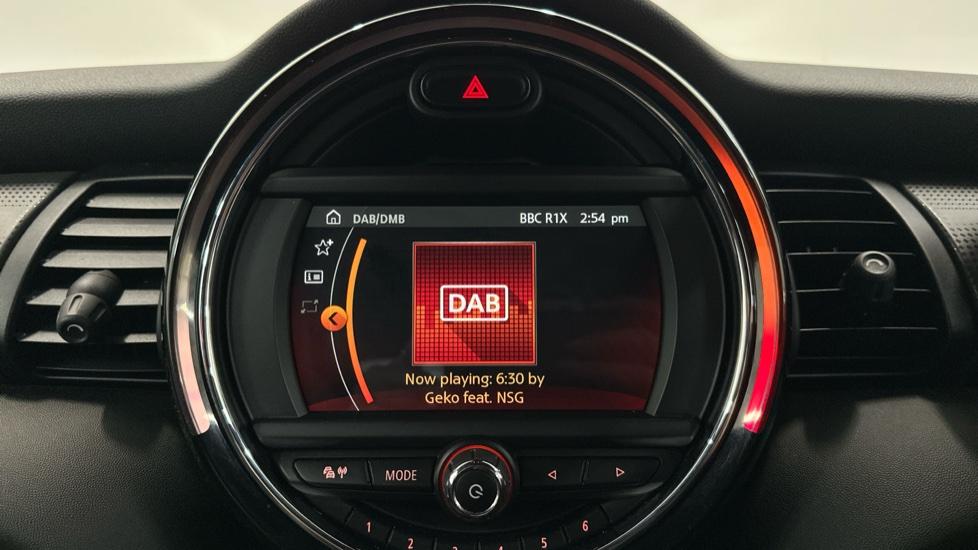 DAB/DMB BBC R1X 2:54 pm
DAB
Now playing: 6:30 by
Geko feat. NSG
MODE
1 2 3 4 5 6